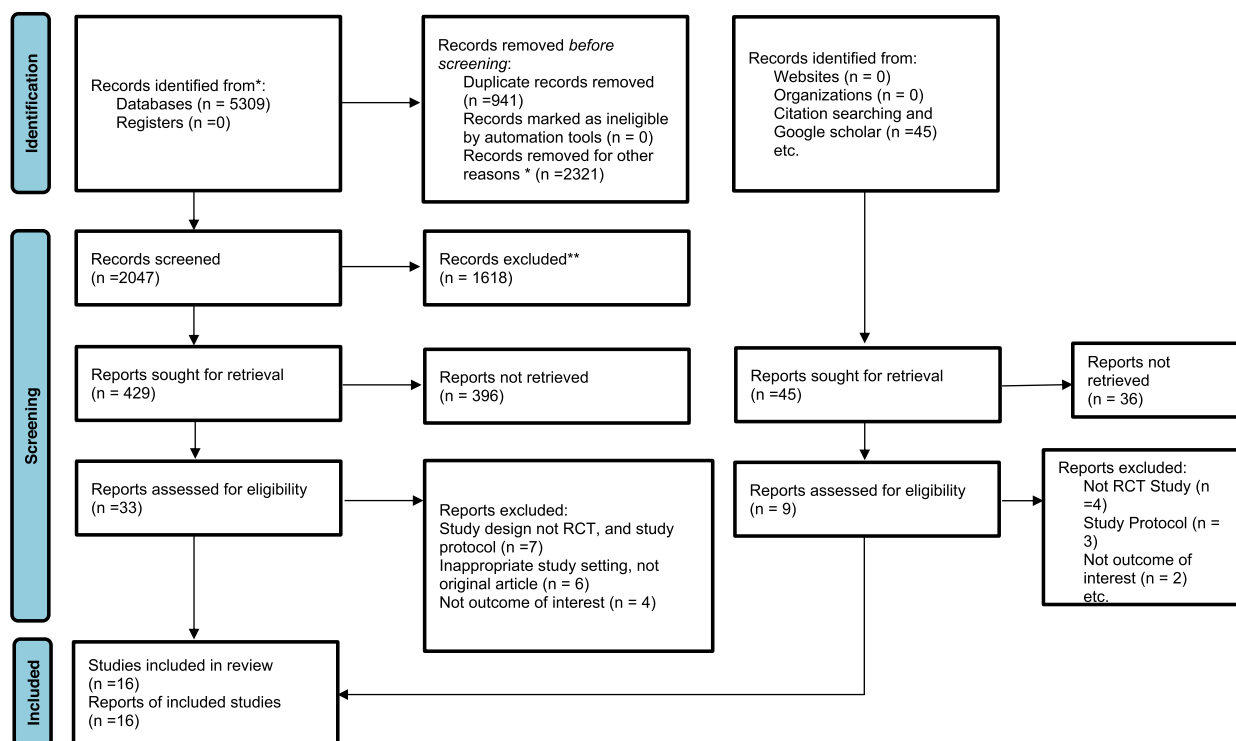 Identification
Records identified from*:
Databases (n = 5309)
Registers (n =0)
Records removed before
screening:
Duplicate records removed
(n =941)
Records marked as ineligible
by automation tools (n = 0)
Records removed for other
reasons * (n =2321)
Records identified from:
Websites (n = 0)
Organizations (n = 0)
Citation searching and
Google scholar (n =45)
etc.
Screening
Records screened
(n =2047)
Records excluded**
(n = 1618)
Reports sought for retrieval
(n = 429)
Reports not retrieved
(n = 396)
Reports sought for retrieval
(n =45)
Reports not
retrieved
(n = 36)
Reports assessed for eligibility
(n =33)
Reports excluded:
Study design not RCT, and study
protocol (n =7)
Inappropriate study setting, not
original article (n = 6)
Not outcome of interest (n = 4)
Reports assessed for eligibility
(n = 9)
Reports excluded:
Not RCT Study (n
=4)
Study Protocol (n =
3)
Not outcome of
interest (n = 2)
etc.
Included
Studies included in review
(n =16)
Reports of included studies
(n =16)